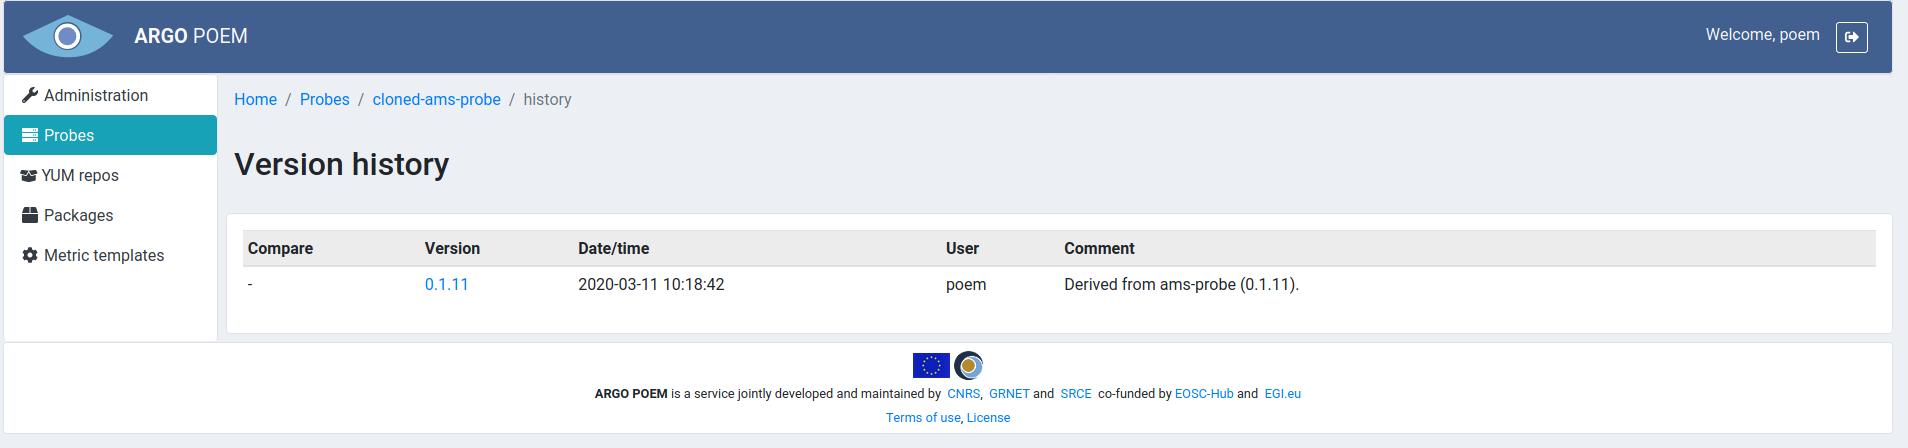 ARGO POEM
Welcome, poem
Administration
Probes
YUM repos
Packages
Metric templates
Home / Probes / cloned-ams-probe / history
Version history
Compare Version Date/time User Comment
- 0.1.11 2020-03-11 10:18:42 poem Derived from ams-probe (0.1.11).
ARGO POEM is a service jointly developed and maintained by CNRS, GRNET and SRCE co-funded by EOSC-Hub and EGI.eu
Terms of use, License